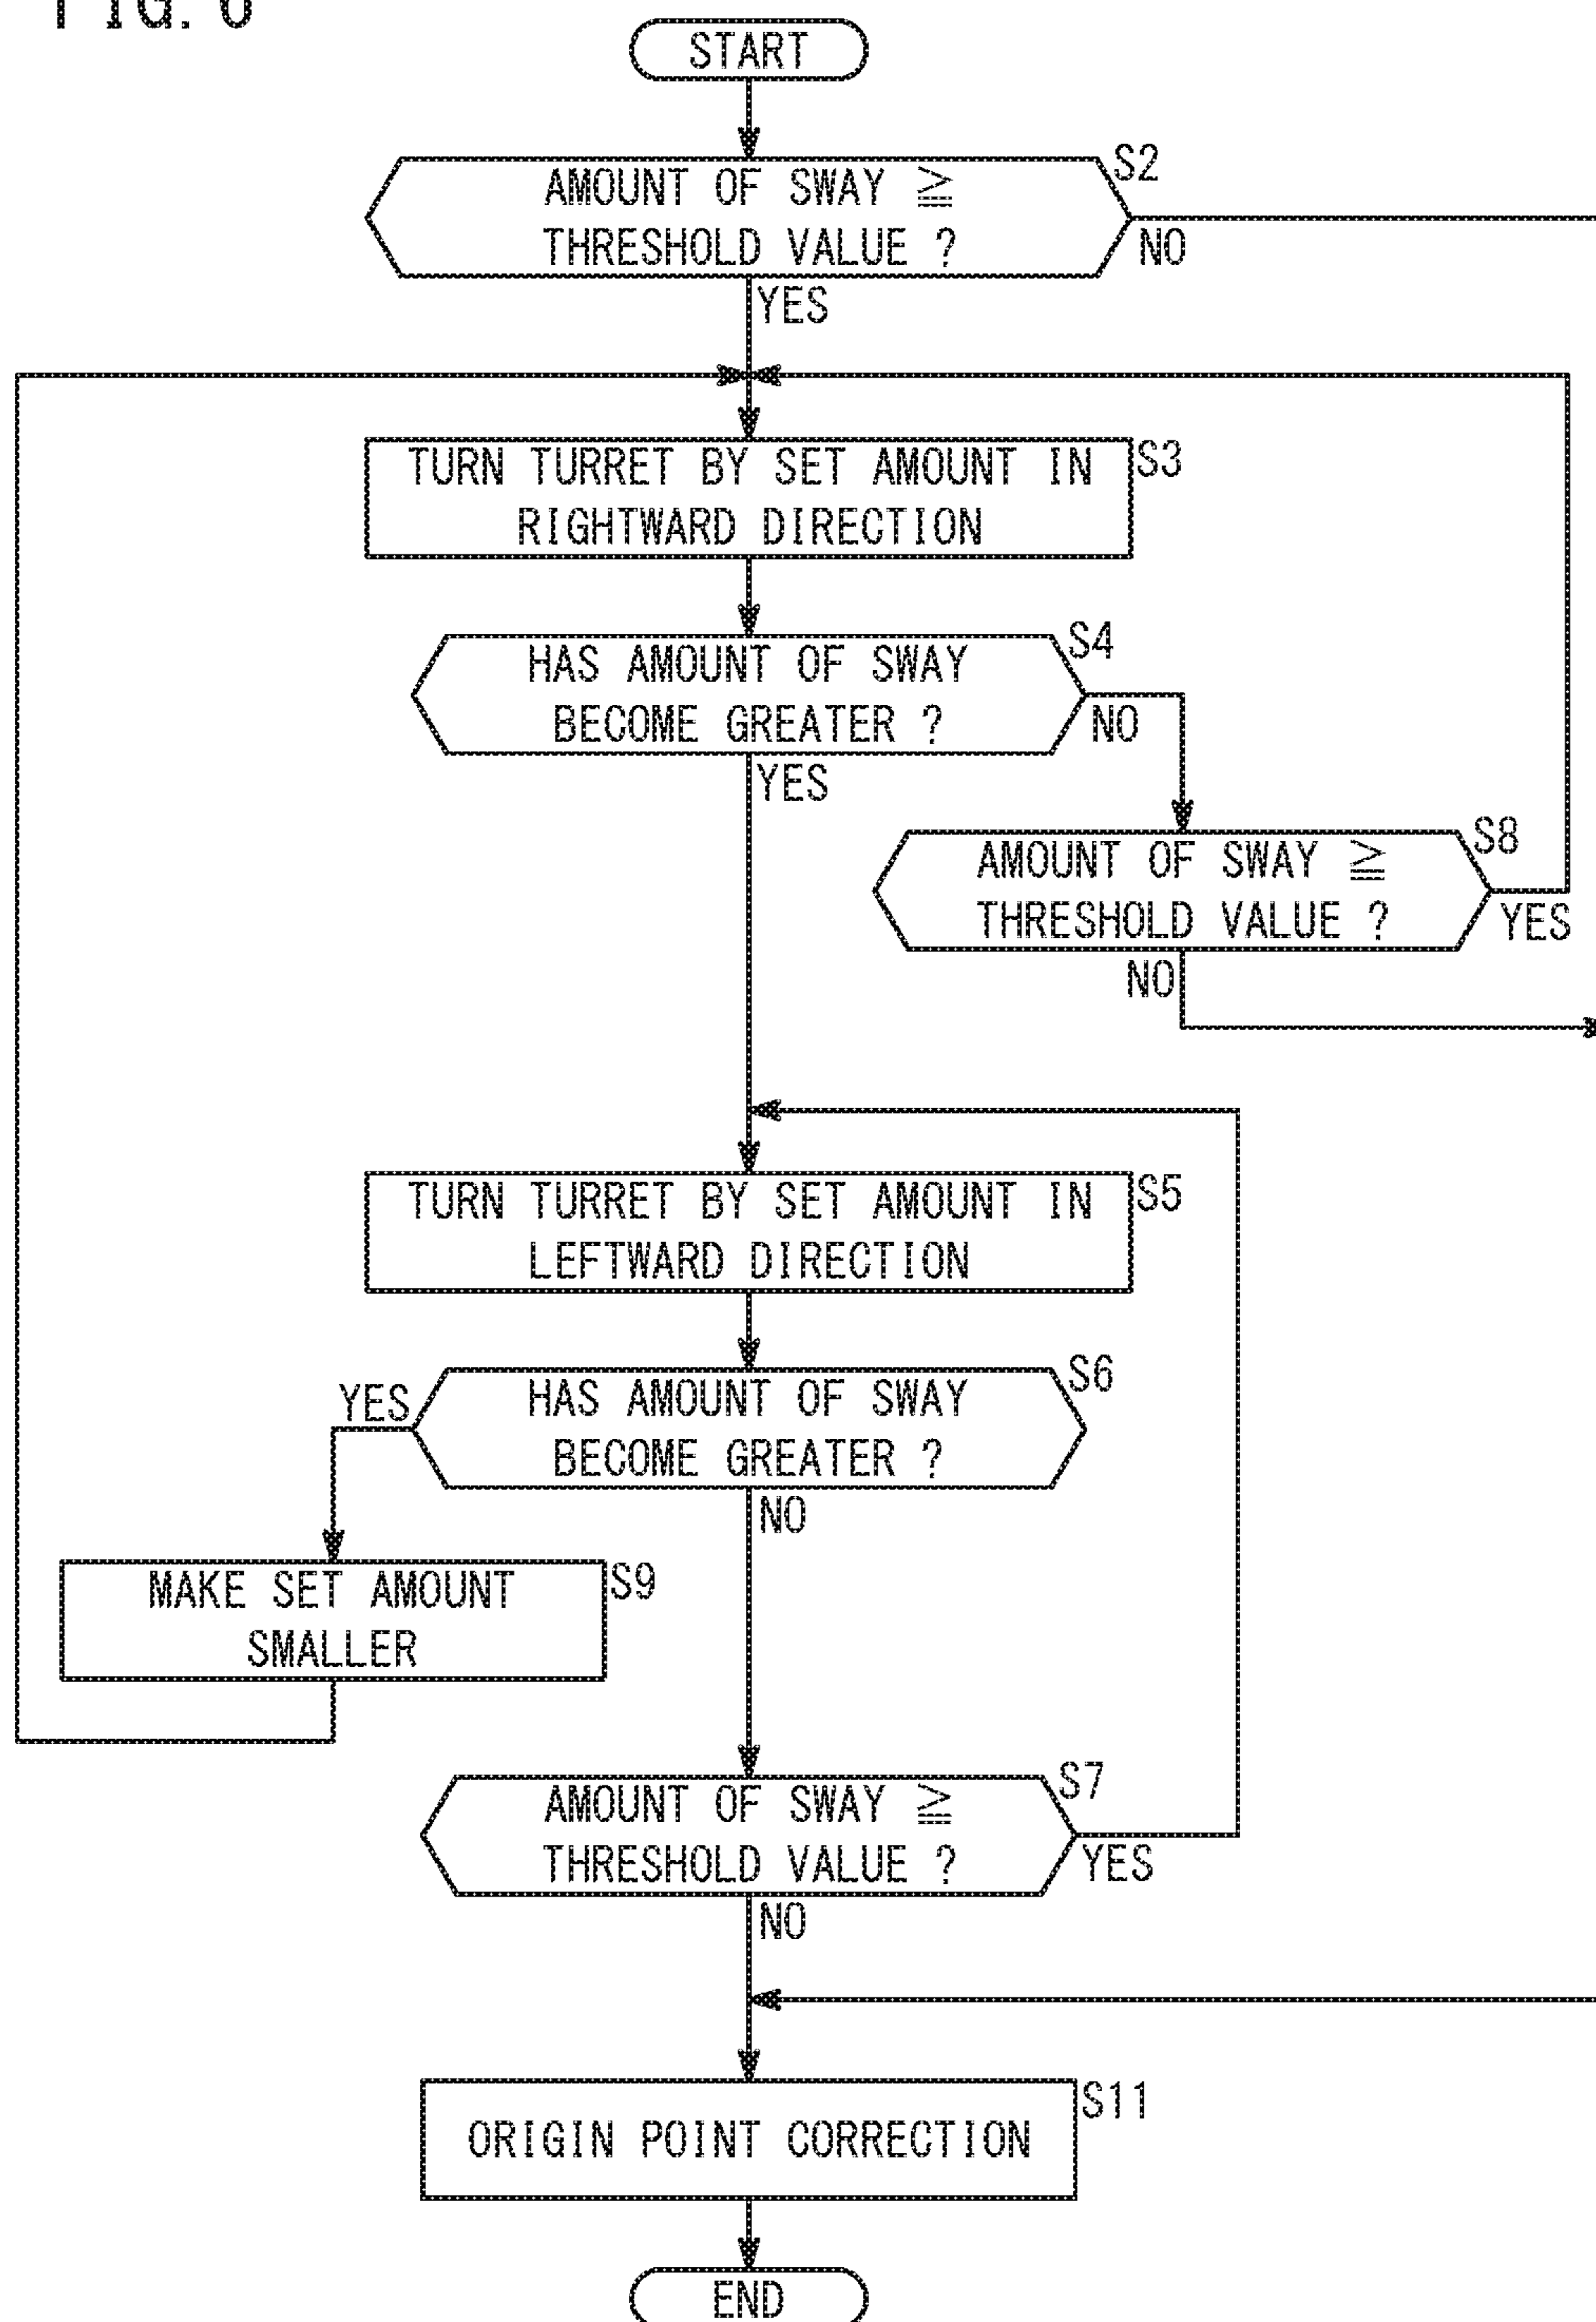 START
AMOUNT OF SWAY ≧
THRESHOLD VALUE ?
S2
NO
YES
TURN TURRET BY SET AMOUNT IN
RIGHTWARD DIRECTION
S3
HAS AMOUNT OF SWAY
BECOME GREATER ?
S4
NO
YES
AMOUNT OF SWAY ≧
THRESHOLD VALUE ?
S8
YES
NO
TURN TURRET BY SET AMOUNT IN
LEFTWARD DIRECTION
S5
HAS AMOUNT OF SWAY
BECOME GREATER ?
S6
YES
NO
MAKE SET AMOUNT
SMALLER
S9
AMOUNT OF SWAY ≧
THRESHOLD VALUE ?
S7
YES
NO
ORIGIN POINT CORRECTION
S11
END